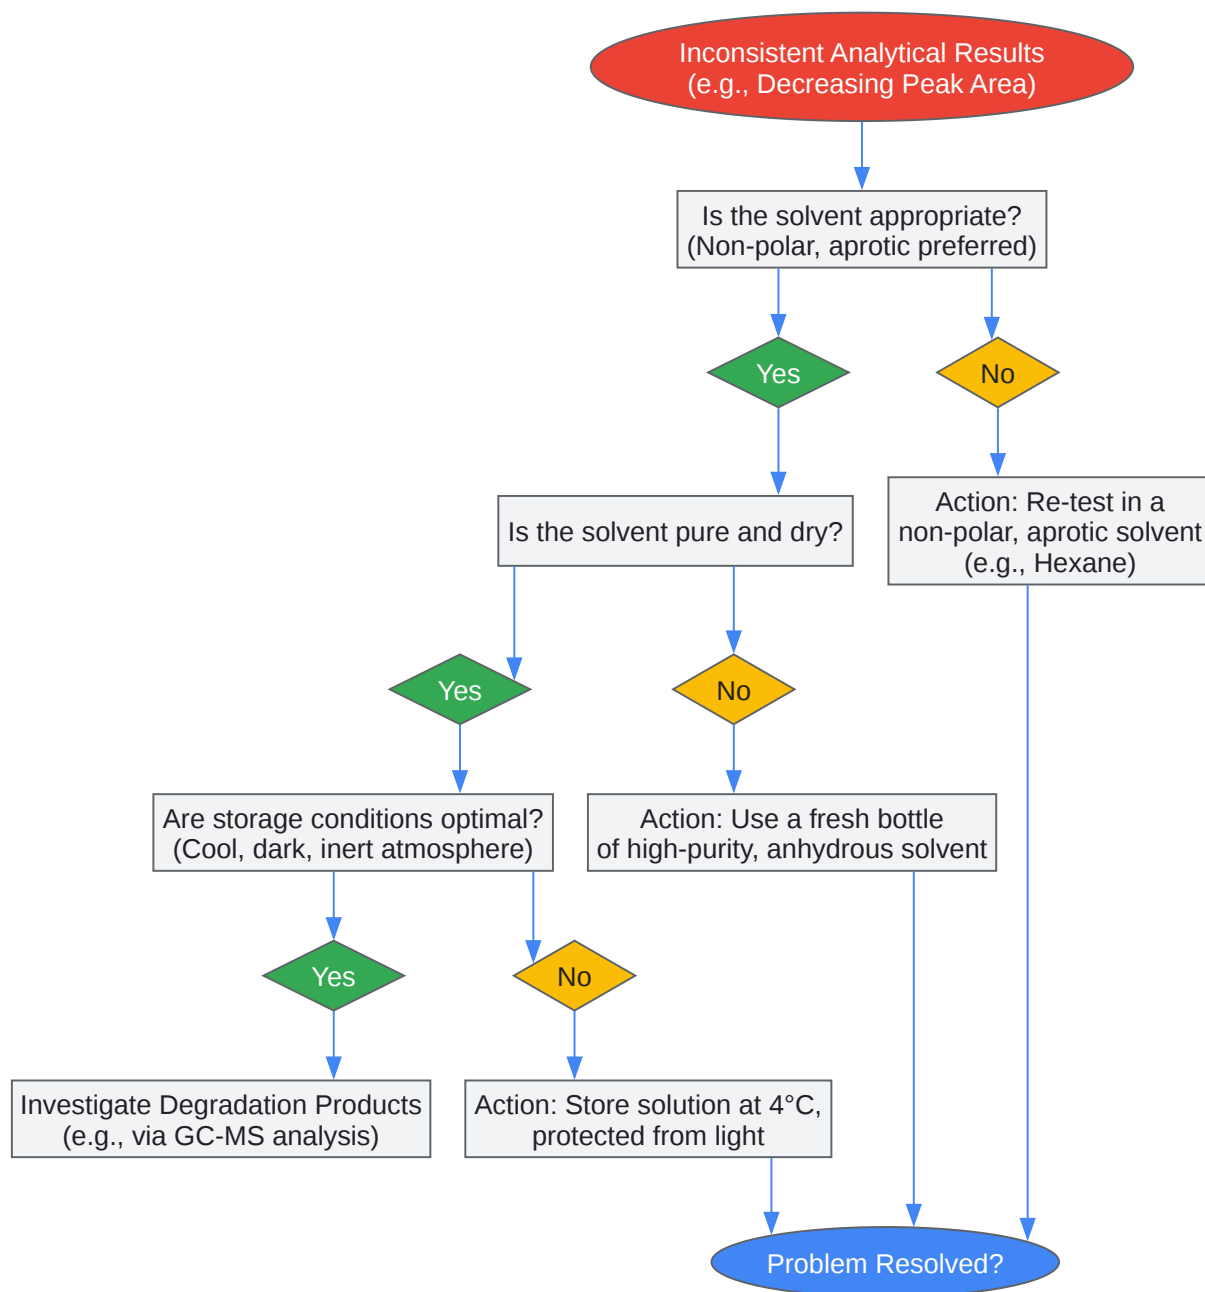 Inconsistent Analytical Results
(e.g., Decreasing Peak Area)
Is the solvent appropriate?
(Non-polar, aprotic preferred)
Yes
No
Action: Re-test in a
non-polar, aprotic solvent
(e.g., Hexane)
Is the solvent pure and dry?
Yes
No
Are storage conditions optimal?
(Cool, dark, inert atmosphere)
Action: Use a fresh bottle
of high-purity, anhydrous solvent
Yes
No
Investigate Degradation Products
(e.g., via GC-MS analysis)
Action: Store solution at 4°C,
protected from light
Problem Resolved?